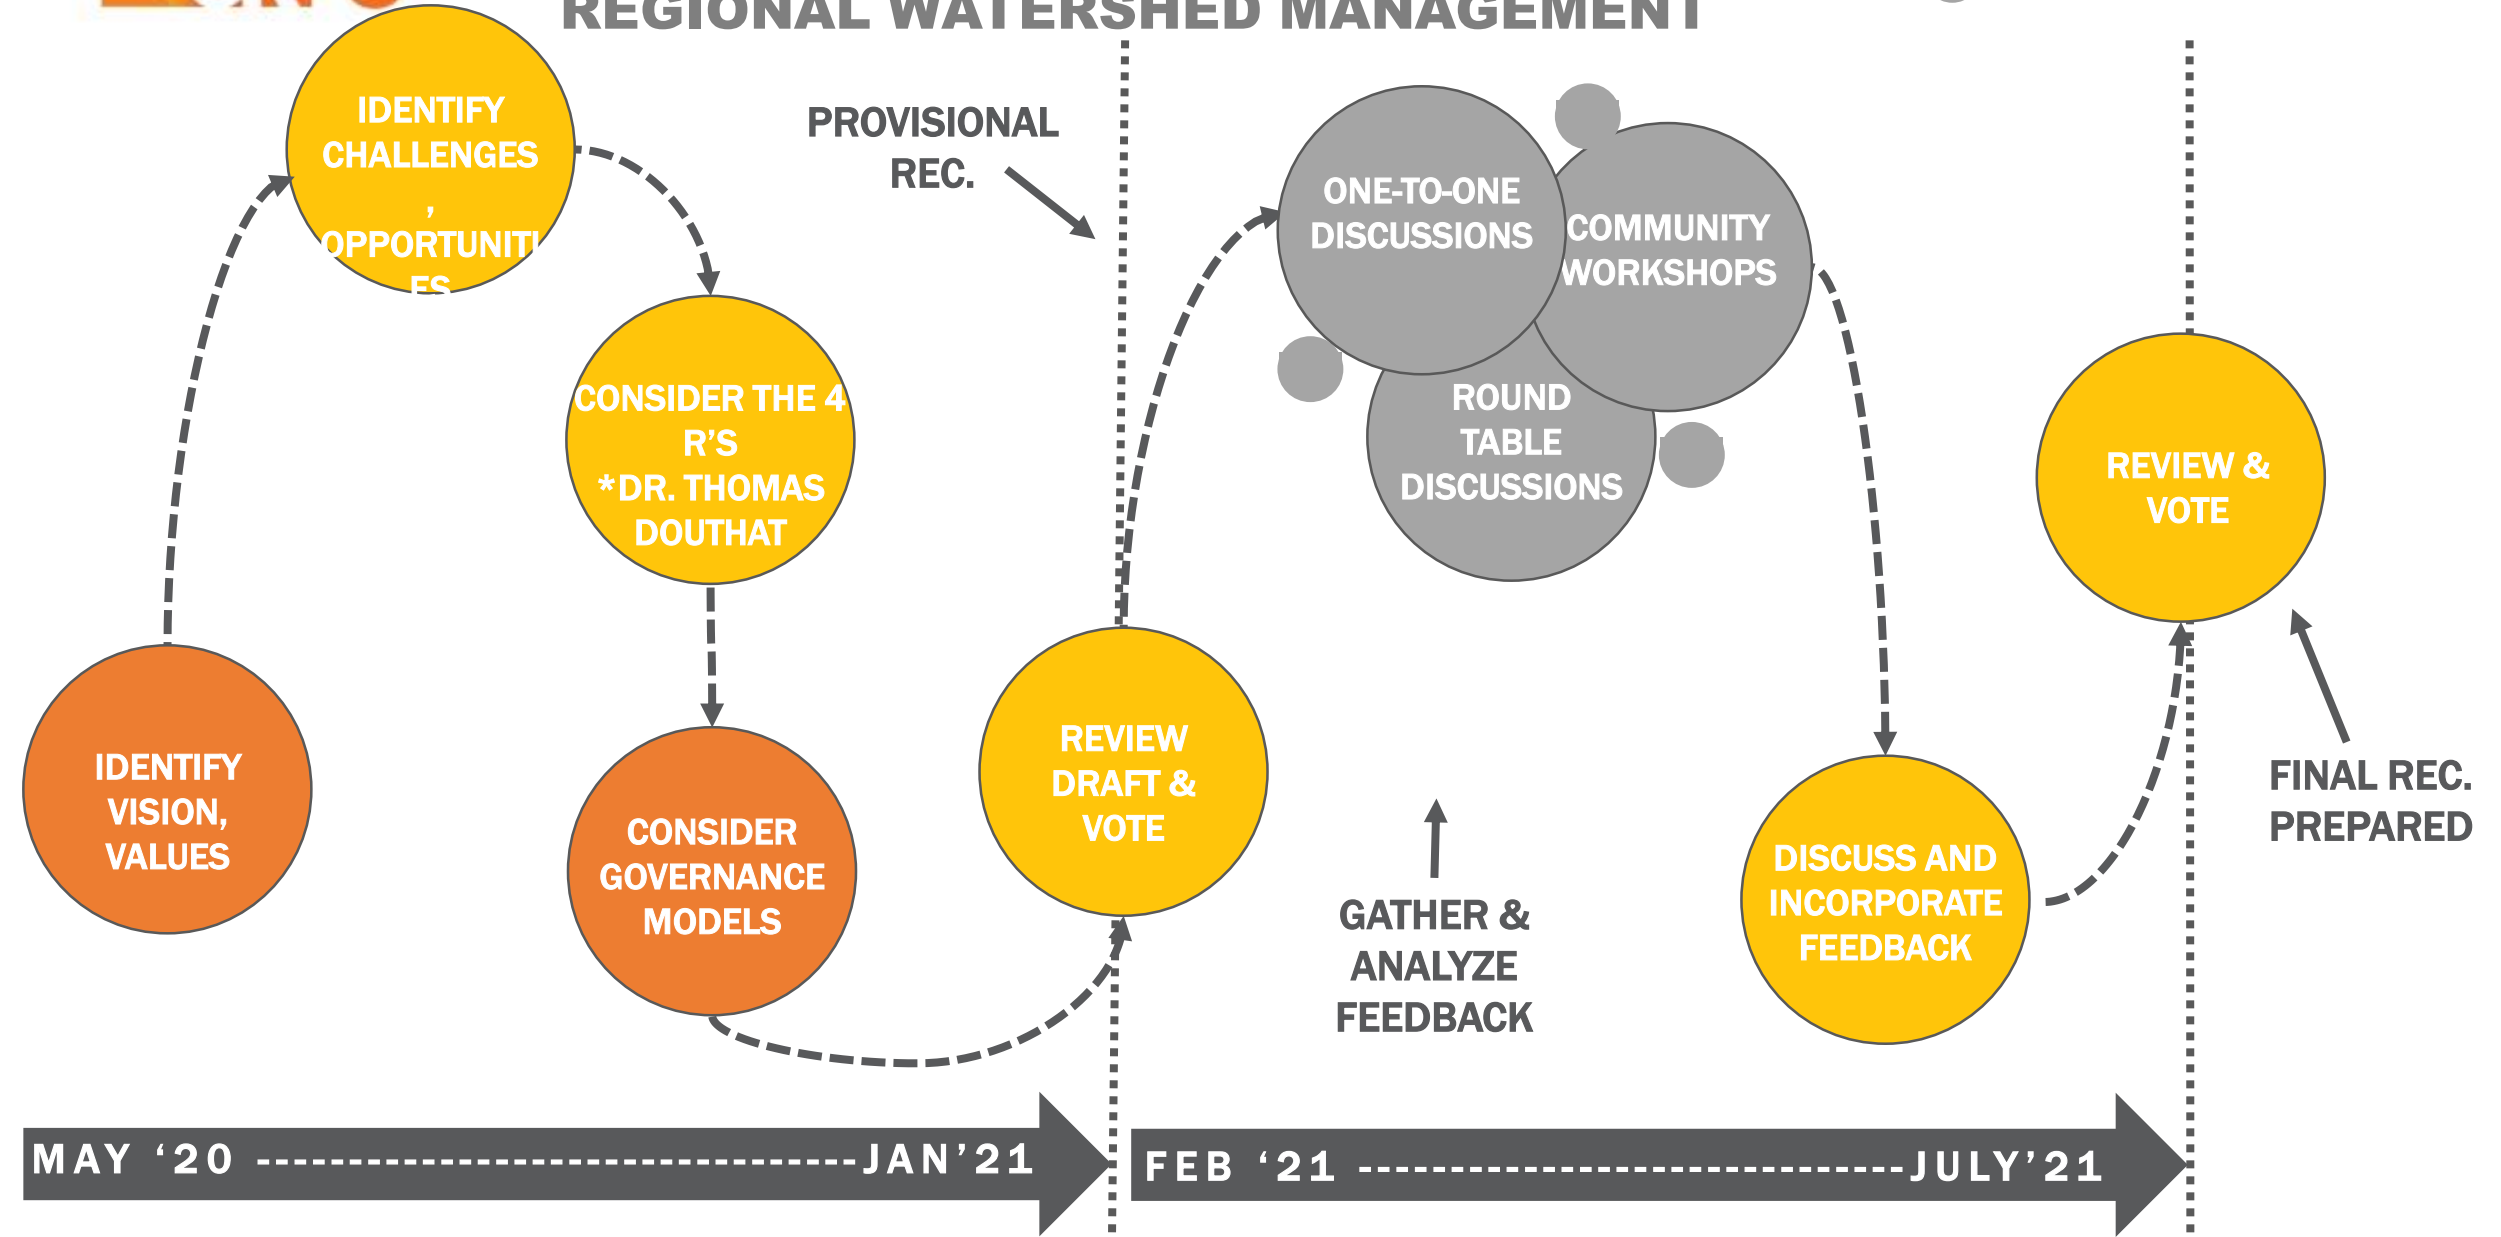 REGIONAL WATERSHED MANAGEMENT
IDENTIFY
CHALLENGES
,
OPPORTUNITI
ES
PROVISIONAL
REC.
ONE-TO-ONE
DISCUSSIONS
COMMUNITY
WORKSHOPS
ROUND
TABLE
DISCUSSIONS
CONSIDER THE 4
R'S
*DR. THOMAS
DOUTHAT
REVIEW &
VOTE
IDENTIFY
VISION,
VALUES
CONSIDER
GOVERNANCE
MODELS
REVIEW
DRAFT &
VOTE
GATHER &
ANALYZE
FEEDBACK
DISCUSS AND
INCORPORATE
FEEDBACK
FINAL REC.
PREPARED
MAY ‘20 JAN’21
FEB ‘21 JULY’21